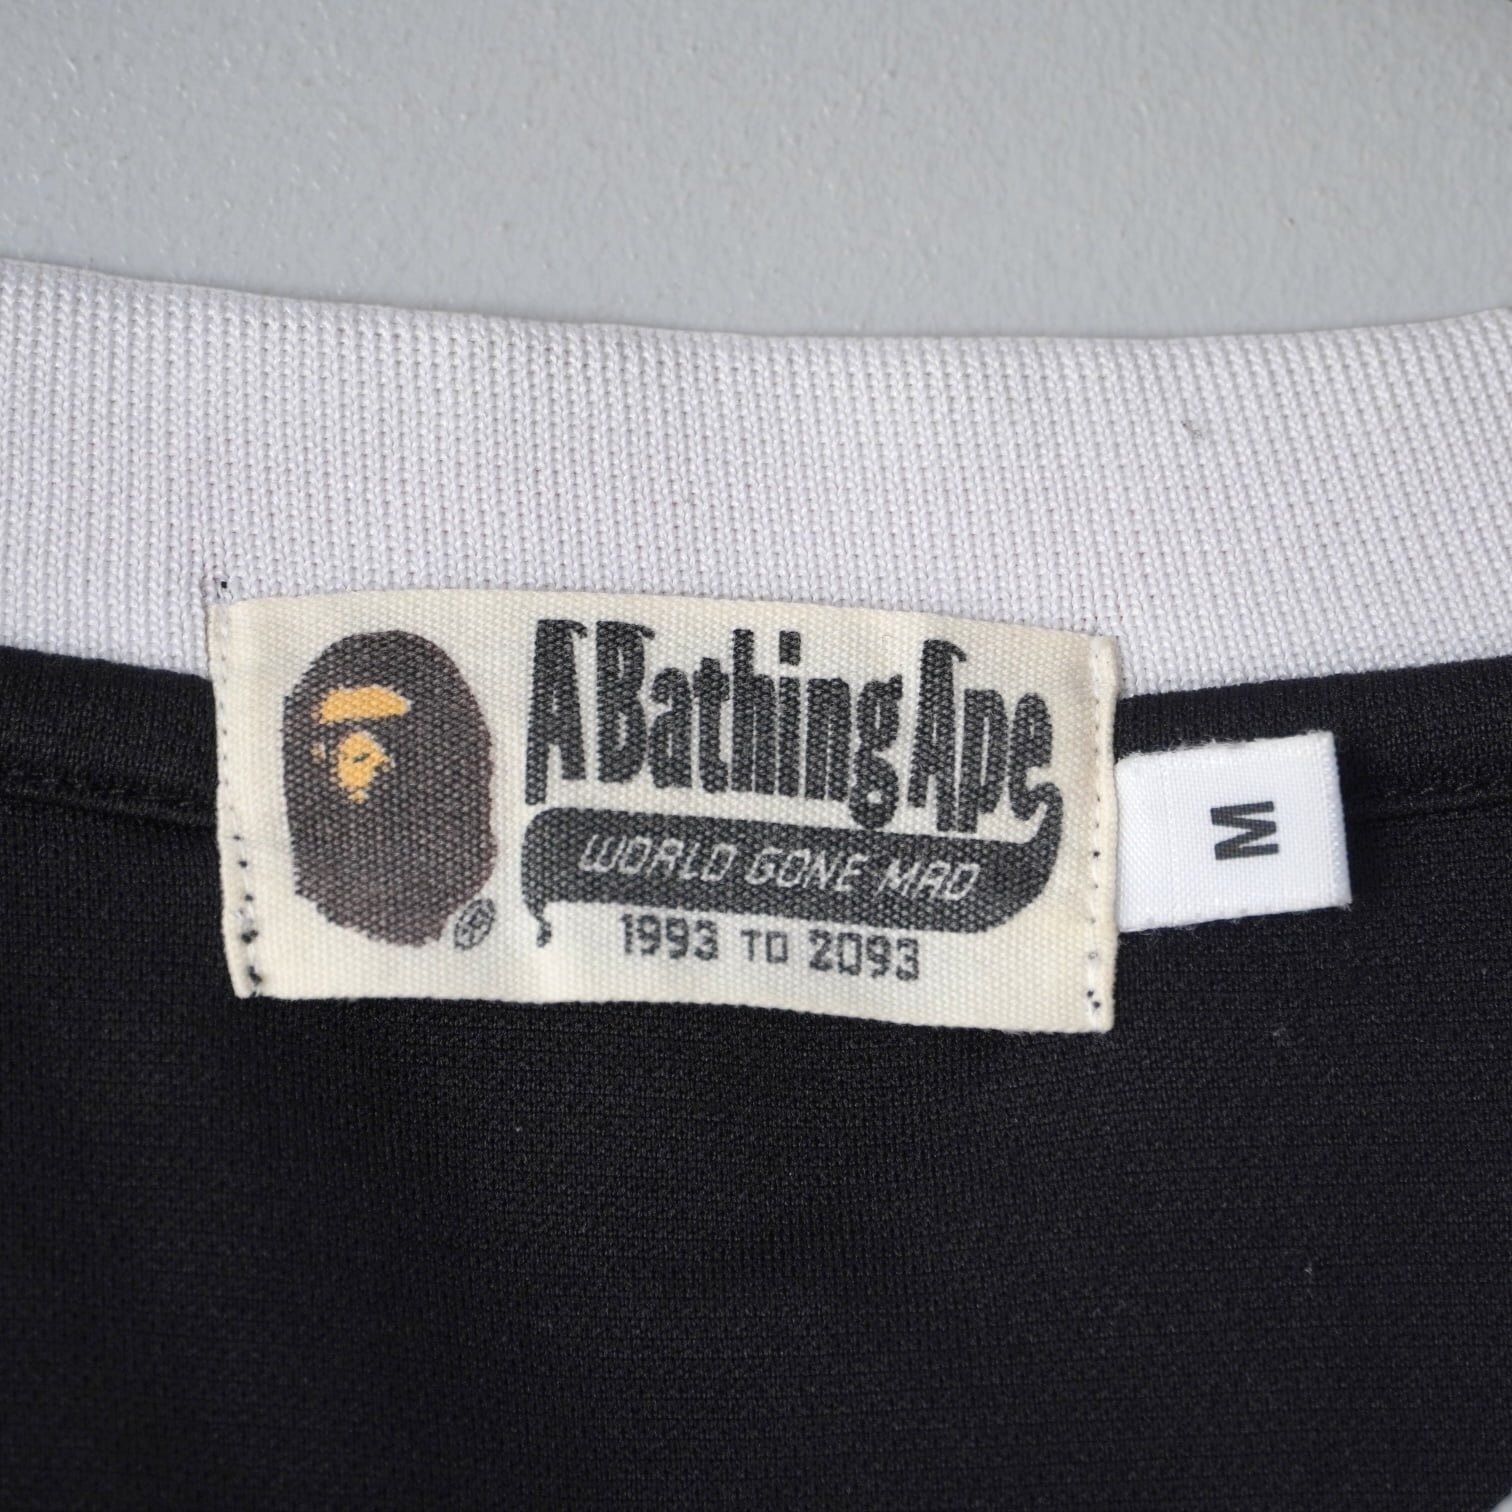 A Bathing Ape
WORLD GONE MAD
1993 TO 2093
M